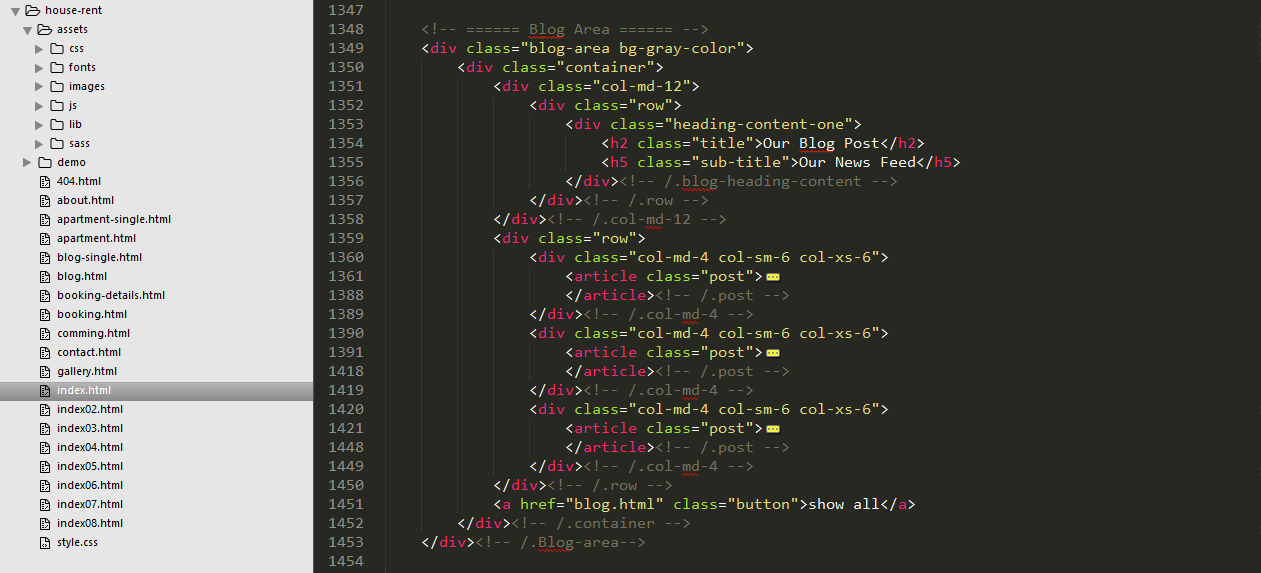 house-rent
assets
css
fonts
images
js
lib
sass
demo
404.html
about.html
apartment-single.html
apartment.html
blog-single.html
blog.html
booking-details.html
booking.html
comming.html
contact.html
gallery.html
index.html
index02.html
index03.html
index04.html
index05.html
index06.html
index07.html
index08.html
style.css
1347
1348 <!-- ====== Blog Area ====== -->
1349 <div class="blog-area bg-gray-color">
1350 <div class="container">
1351 <div class="col-md-12">
1352 <div class="row">
1353 <div class="heading-content-one">
1354 <h2 class="title">Our Blog Post</h2>
1355 <h5 class="sub-title">Our News Feed</h5>
1356 </div><!-- /.blog-heading-content -->
1357 </div><!-- /.row -->
1358 </div><!-- /.col-md-12 -->
1359 <div class="row">
1360 <div class="col-md-4 col-sm-6 col-xs-6">
1361 <article class="post">
1388 </article><!-- /.post -->
1389 </div><!-- /.col-md-4 -->
1390 <div class="col-md-4 col-sm-6 col-xs-6">
1391 <article class="post">
1418 </article><!-- /.post -->
1419 </div><!-- /.col-md-4 -->
1420 <div class="col-md-4 col-sm-6 col-xs-6">
1421 <article class="post">
1448 </article><!-- /.post -->
1449 </div><!-- /.col-md-4 -->
1450 </div><!-- /.row -->
1451 <a href="blog.html" class="button">show all</a>
1452 </div><!-- /.container -->
1453 </div><!-- /.Blog-area-->
1454